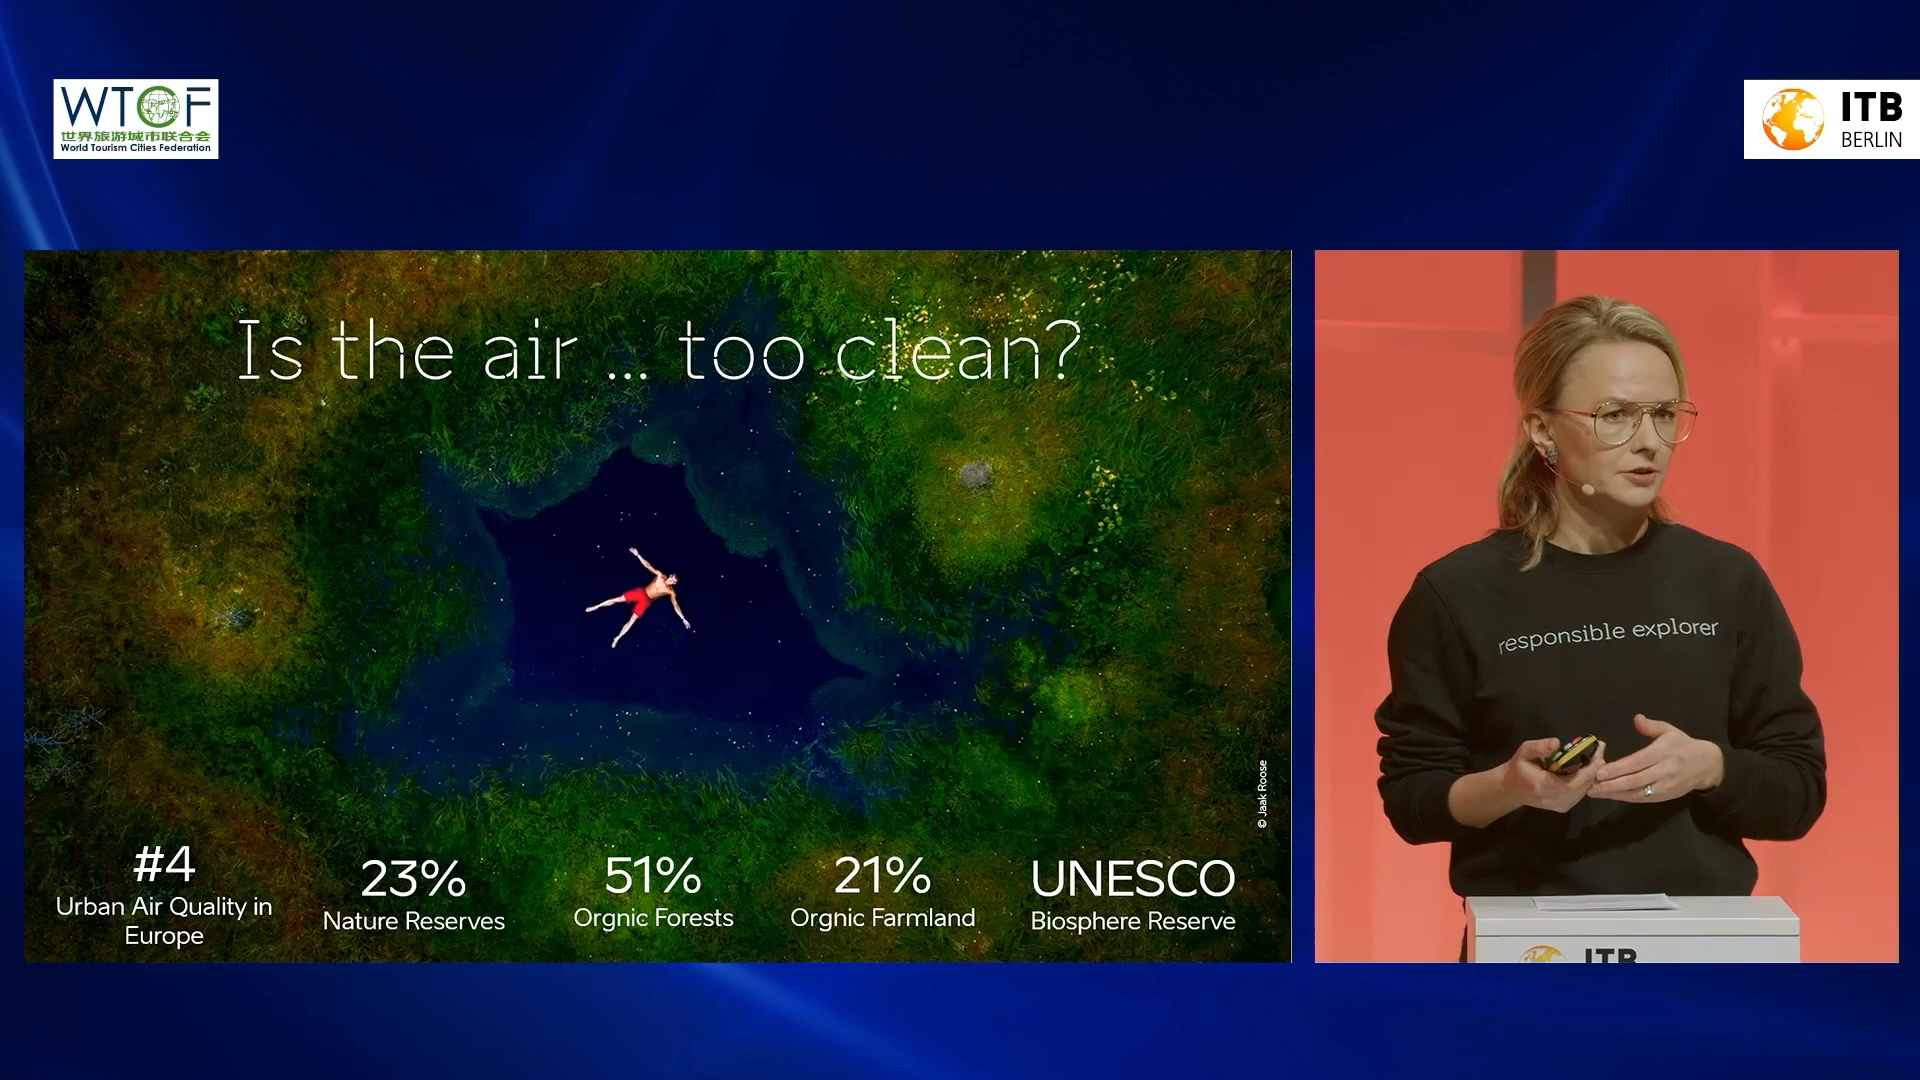 WTCF
世界旅游城市联合会
World Tourism Cities Federation
ITB
BERLIN
Is the air ... too clean?
© Jaak Roose
#4
Urban Air Quality in
Europe
23%
Nature Reserves
51%
Orgnic Forests
21%
Orgnic Farmland
UNESCO
Biosphere Reserve
responsible explorer
ITB